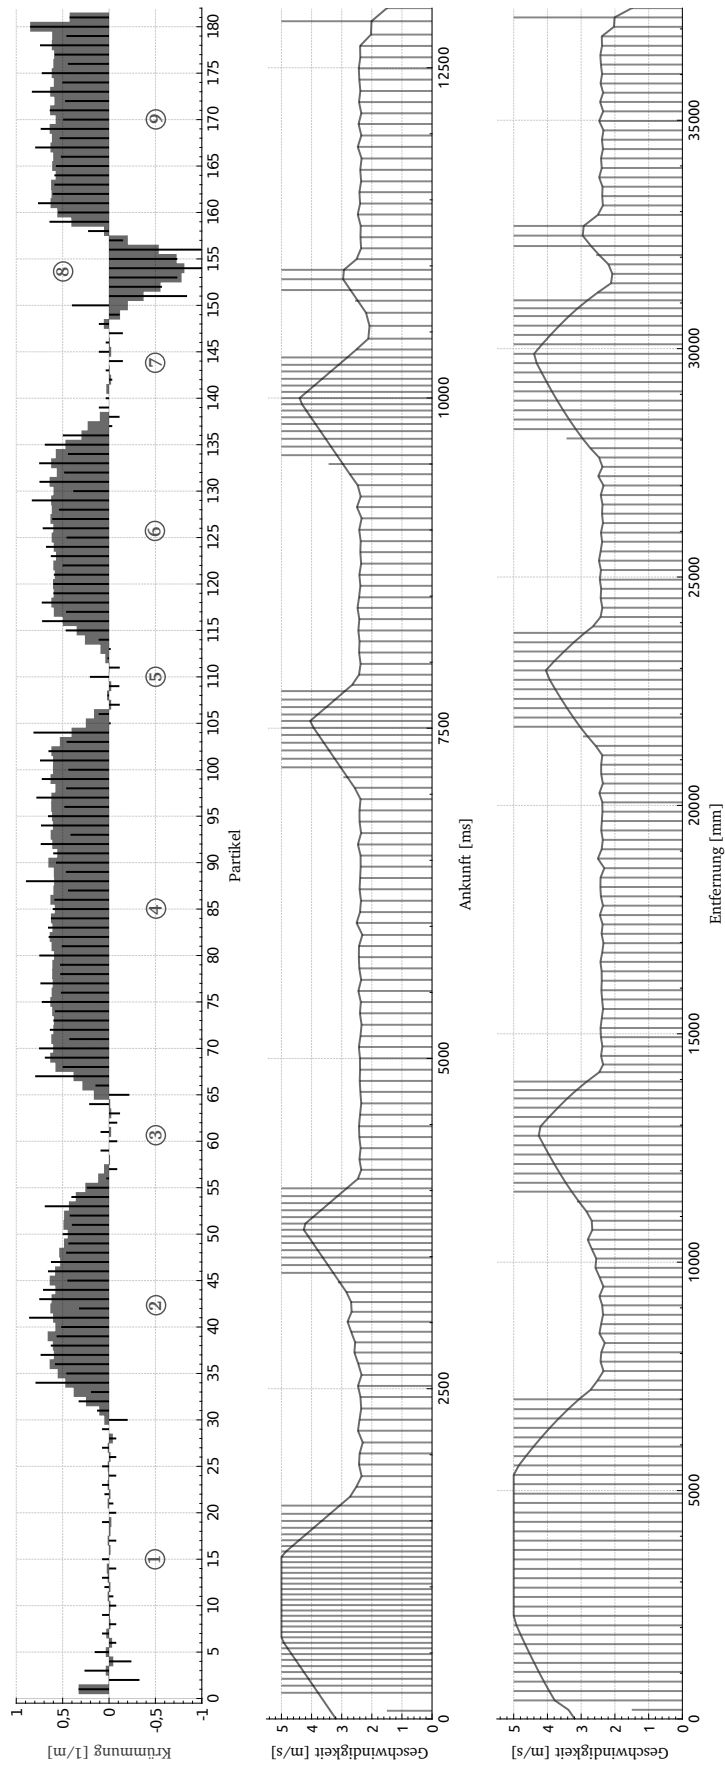 Krümmung [1/m]
1
0,5
0
-0,5
-1
⑧
① ② ③ ④ ⑤ ⑥ ⑦ ⑨
0 5 10 15 20 25 30 35 40 45 50 55 60 65 70 75 80 85 90 95 100 105 110 115 120 125 130 135 140 145 150 155 160 165 170 175 180
Partikel
Geschwindigkeit [m/s]
5
4
3
2
1
0
0 2500 5000 7500 10000 12500
Ankunft [ms]
Geschwindigkeit [m/s]
5
4
3
2
1
0
0 5000 10000 15000 20000 25000 30000 35000
Entfernung [mm]